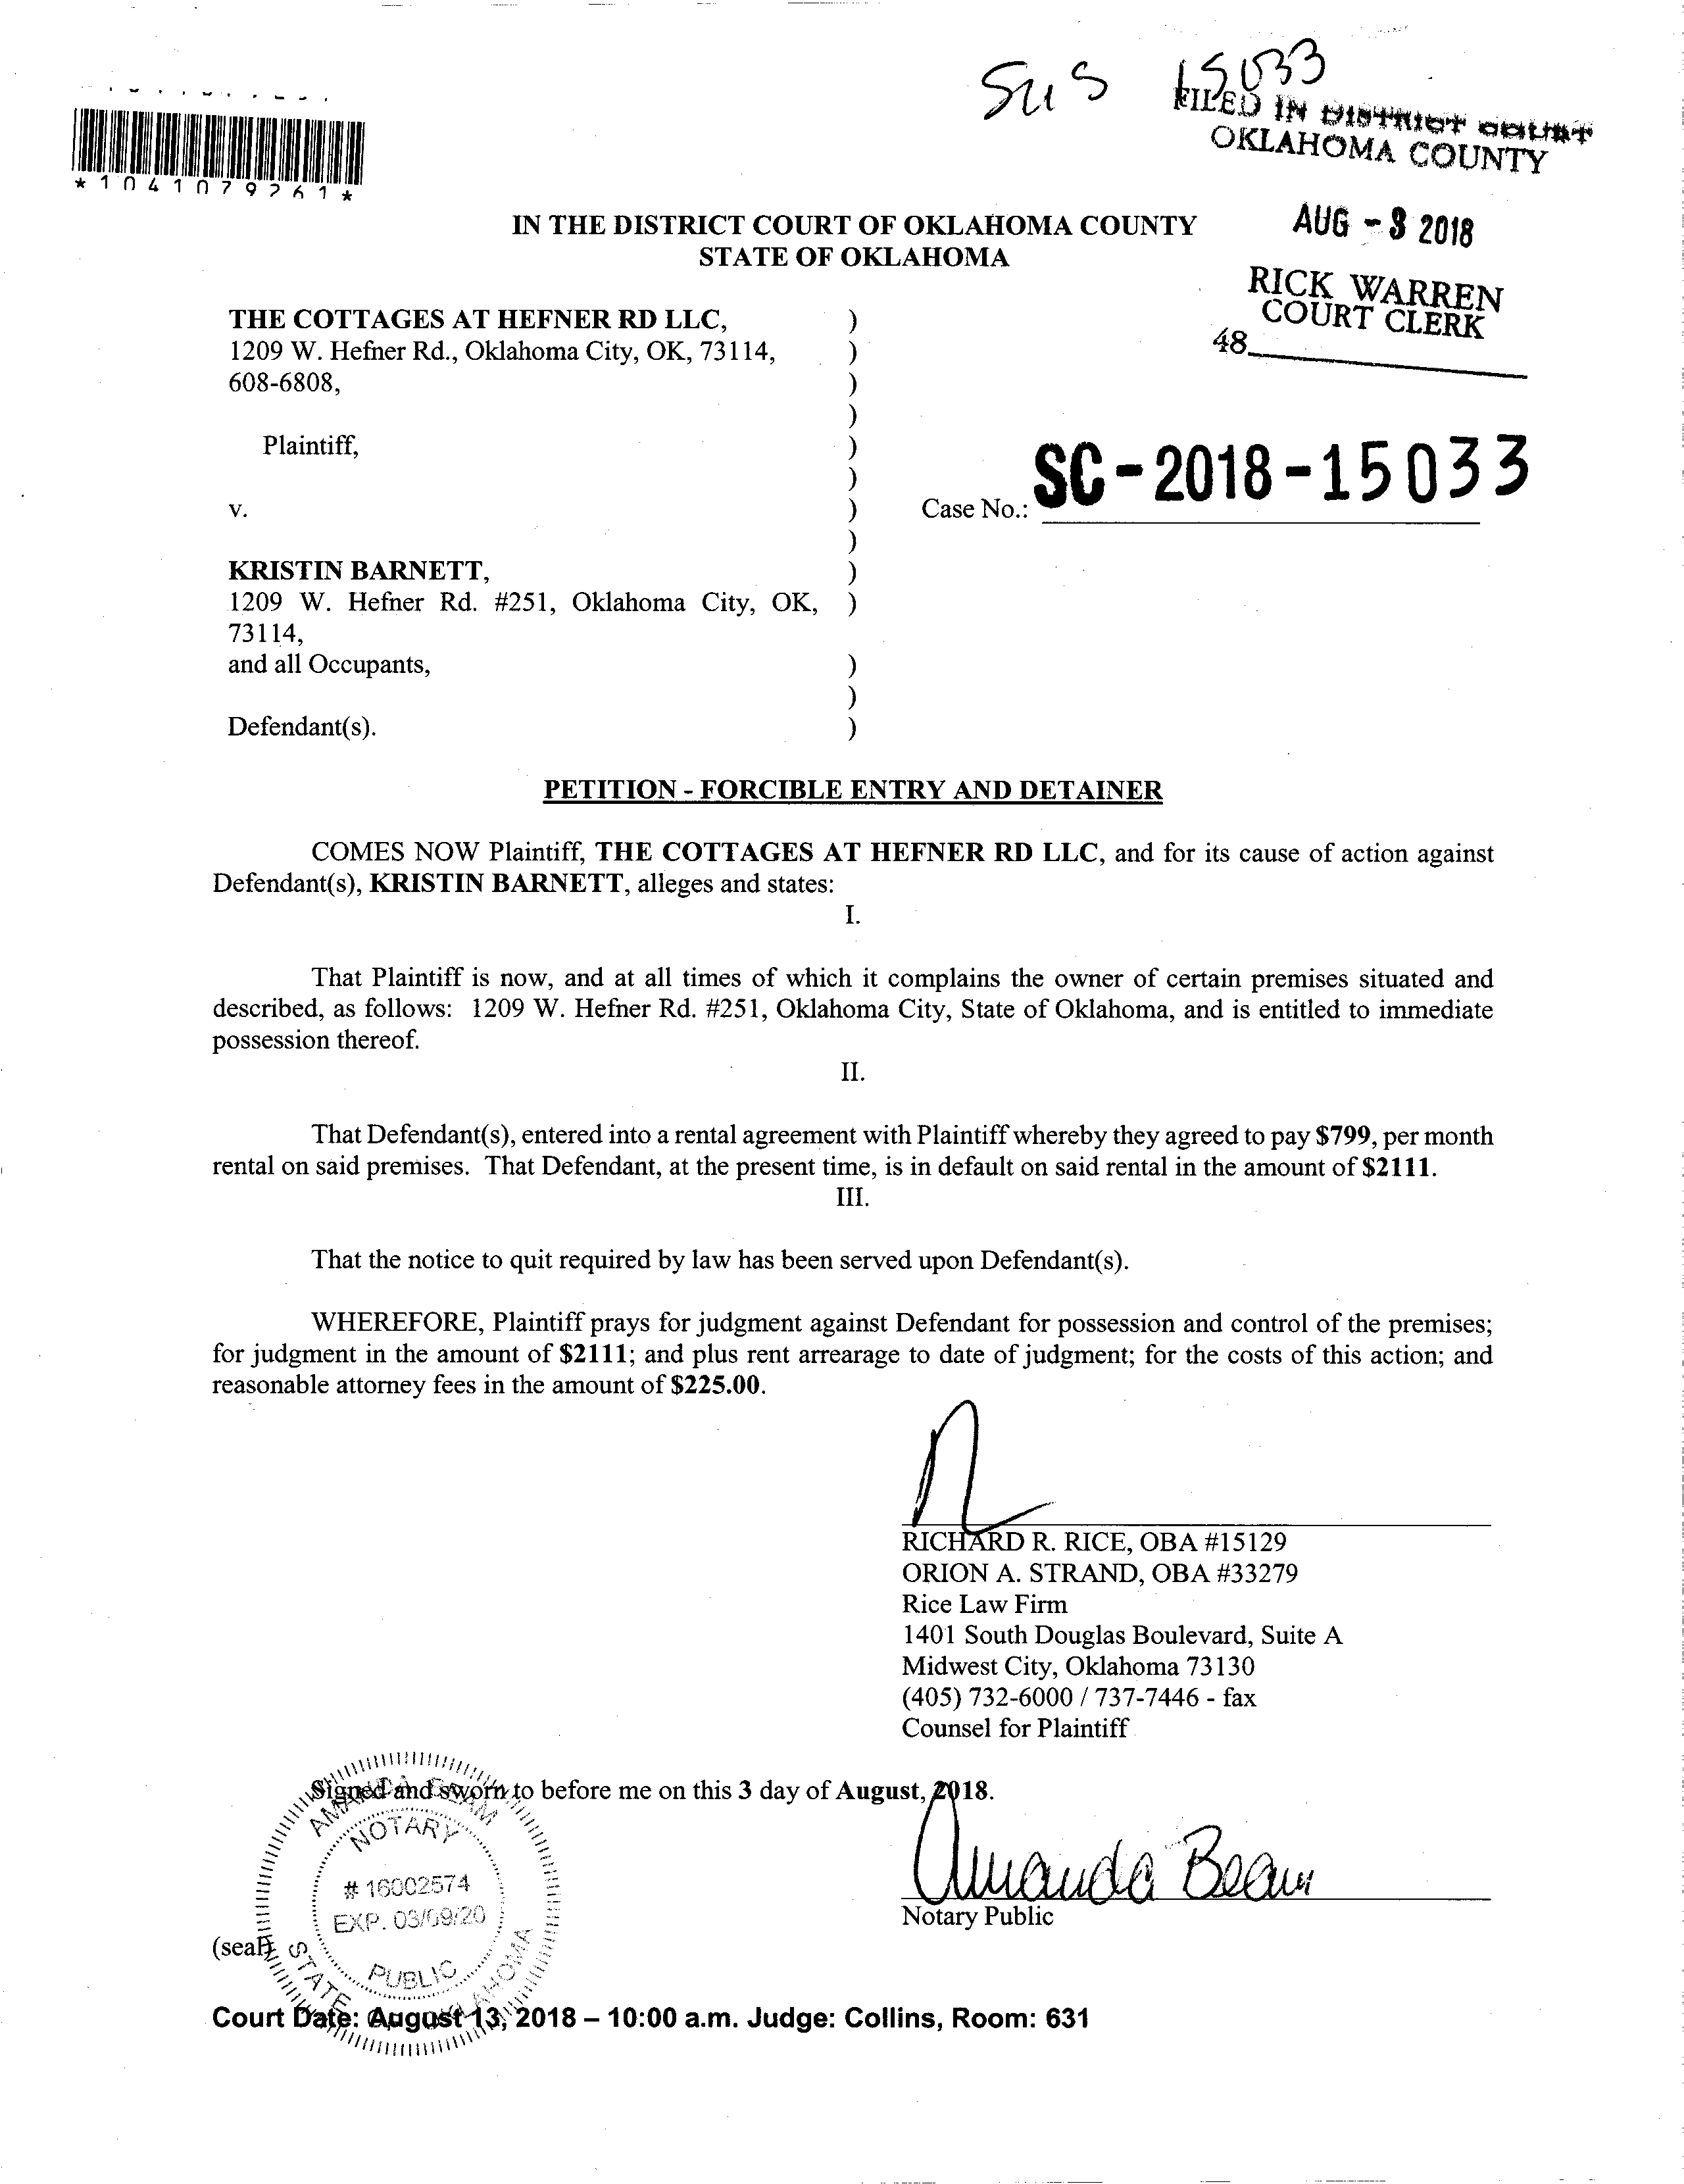 SUS 15033
FILED IN DISTRICT COURT
OKLAHOMA COUNTY
*1041079261*
AUG - 3 2018
IN THE DISTRICT COURT OF OKLAHOMA COUNTY
STATE OF OKLAHOMA
RICK WARREN
COURT CLERK
48
THE COTTAGES AT HEFNER RD LLC, )
1209 W. Hefner Rd., Oklahoma City, OK, 73114, )
608-6808, )
)
Plaintiff, )
)
v. ) Case No.: SC-2018-15033
)
KRISTIN BARNETT, )
1209 W. Hefner Rd. #251, Oklahoma City, OK, )
73114,
and all Occupants, )
)
Defendant(s). )
PETITION - FORCIBLE ENTRY AND DETAINER
COMES NOW Plaintiff, THE COTTAGES AT HEFNER RD LLC, and for its cause of action against
Defendant(s), KRISTIN BARNETT, alleges and states:
I.
That Plaintiff is now, and at all times of which it complains the owner of certain premises situated and
described, as follows: 1209 W. Hefner Rd. #251, Oklahoma City, State of Oklahoma, and is entitled to immediate
possession thereof.
II.
That Defendant(s), entered into a rental agreement with Plaintiff whereby they agreed to pay $799, per month
rental on said premises. That Defendant, at the present time, is in default on said rental in the amount of $2111.
III.
That the notice to quit required by law has been served upon Defendant(s).
WHEREFORE, Plaintiff prays for judgment against Defendant for possession and control of the premises;
for judgment in the amount of $2111; and plus rent arrearage to date of judgment; for the costs of this action; and
reasonable attorney fees in the amount of $225.00.
RICHARD R. RICE, OBA #15129
ORION A. STRAND, OBA #33279
Rice Law Firm
1401 South Douglas Boulevard, Suite A
Midwest City, Oklahoma 73130
(405) 732-6000 / 737-7446 - fax
Counsel for Plaintiff
Signed and sworn to before me on this 3 day of August, 2018.
AMANDA BEAM
NOTARY
# 16002574
EXP. 03/09/20
PUBLIC
STATE OF OKLAHOMA
Amanda Beam
Notary Public
(seal)
Court Date: August 13, 2018 – 10:00 a.m. Judge: Collins, Room: 631